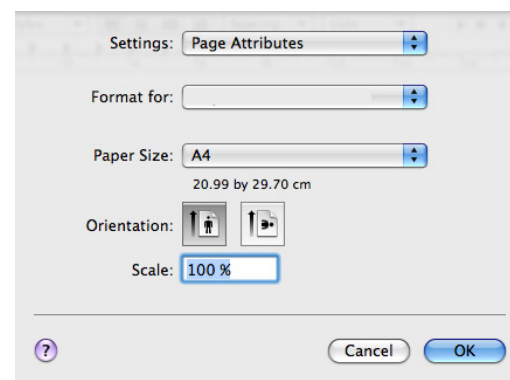 Settings: Page Attributes
Format for:
Paper Size: A4
20.99 by 29.70 cm
Orientation:
Scale: 100 %
? Cancel OK